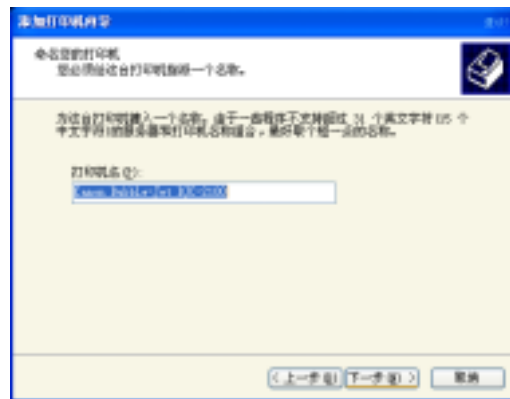 添加打印机向导
命名您的打印机
您必须给这台打印机指派一个名称。
为这台打印机键入一个名称。由于一些程序不支持超过 31 个英文字符(15 个
中文字符)的服务器和打印机名称组合，最好取个短一点的名称。
打印机名(P):
Canon Bubble-Jet BJC-2100
< 上一步(B)
下一步(N) >
取消